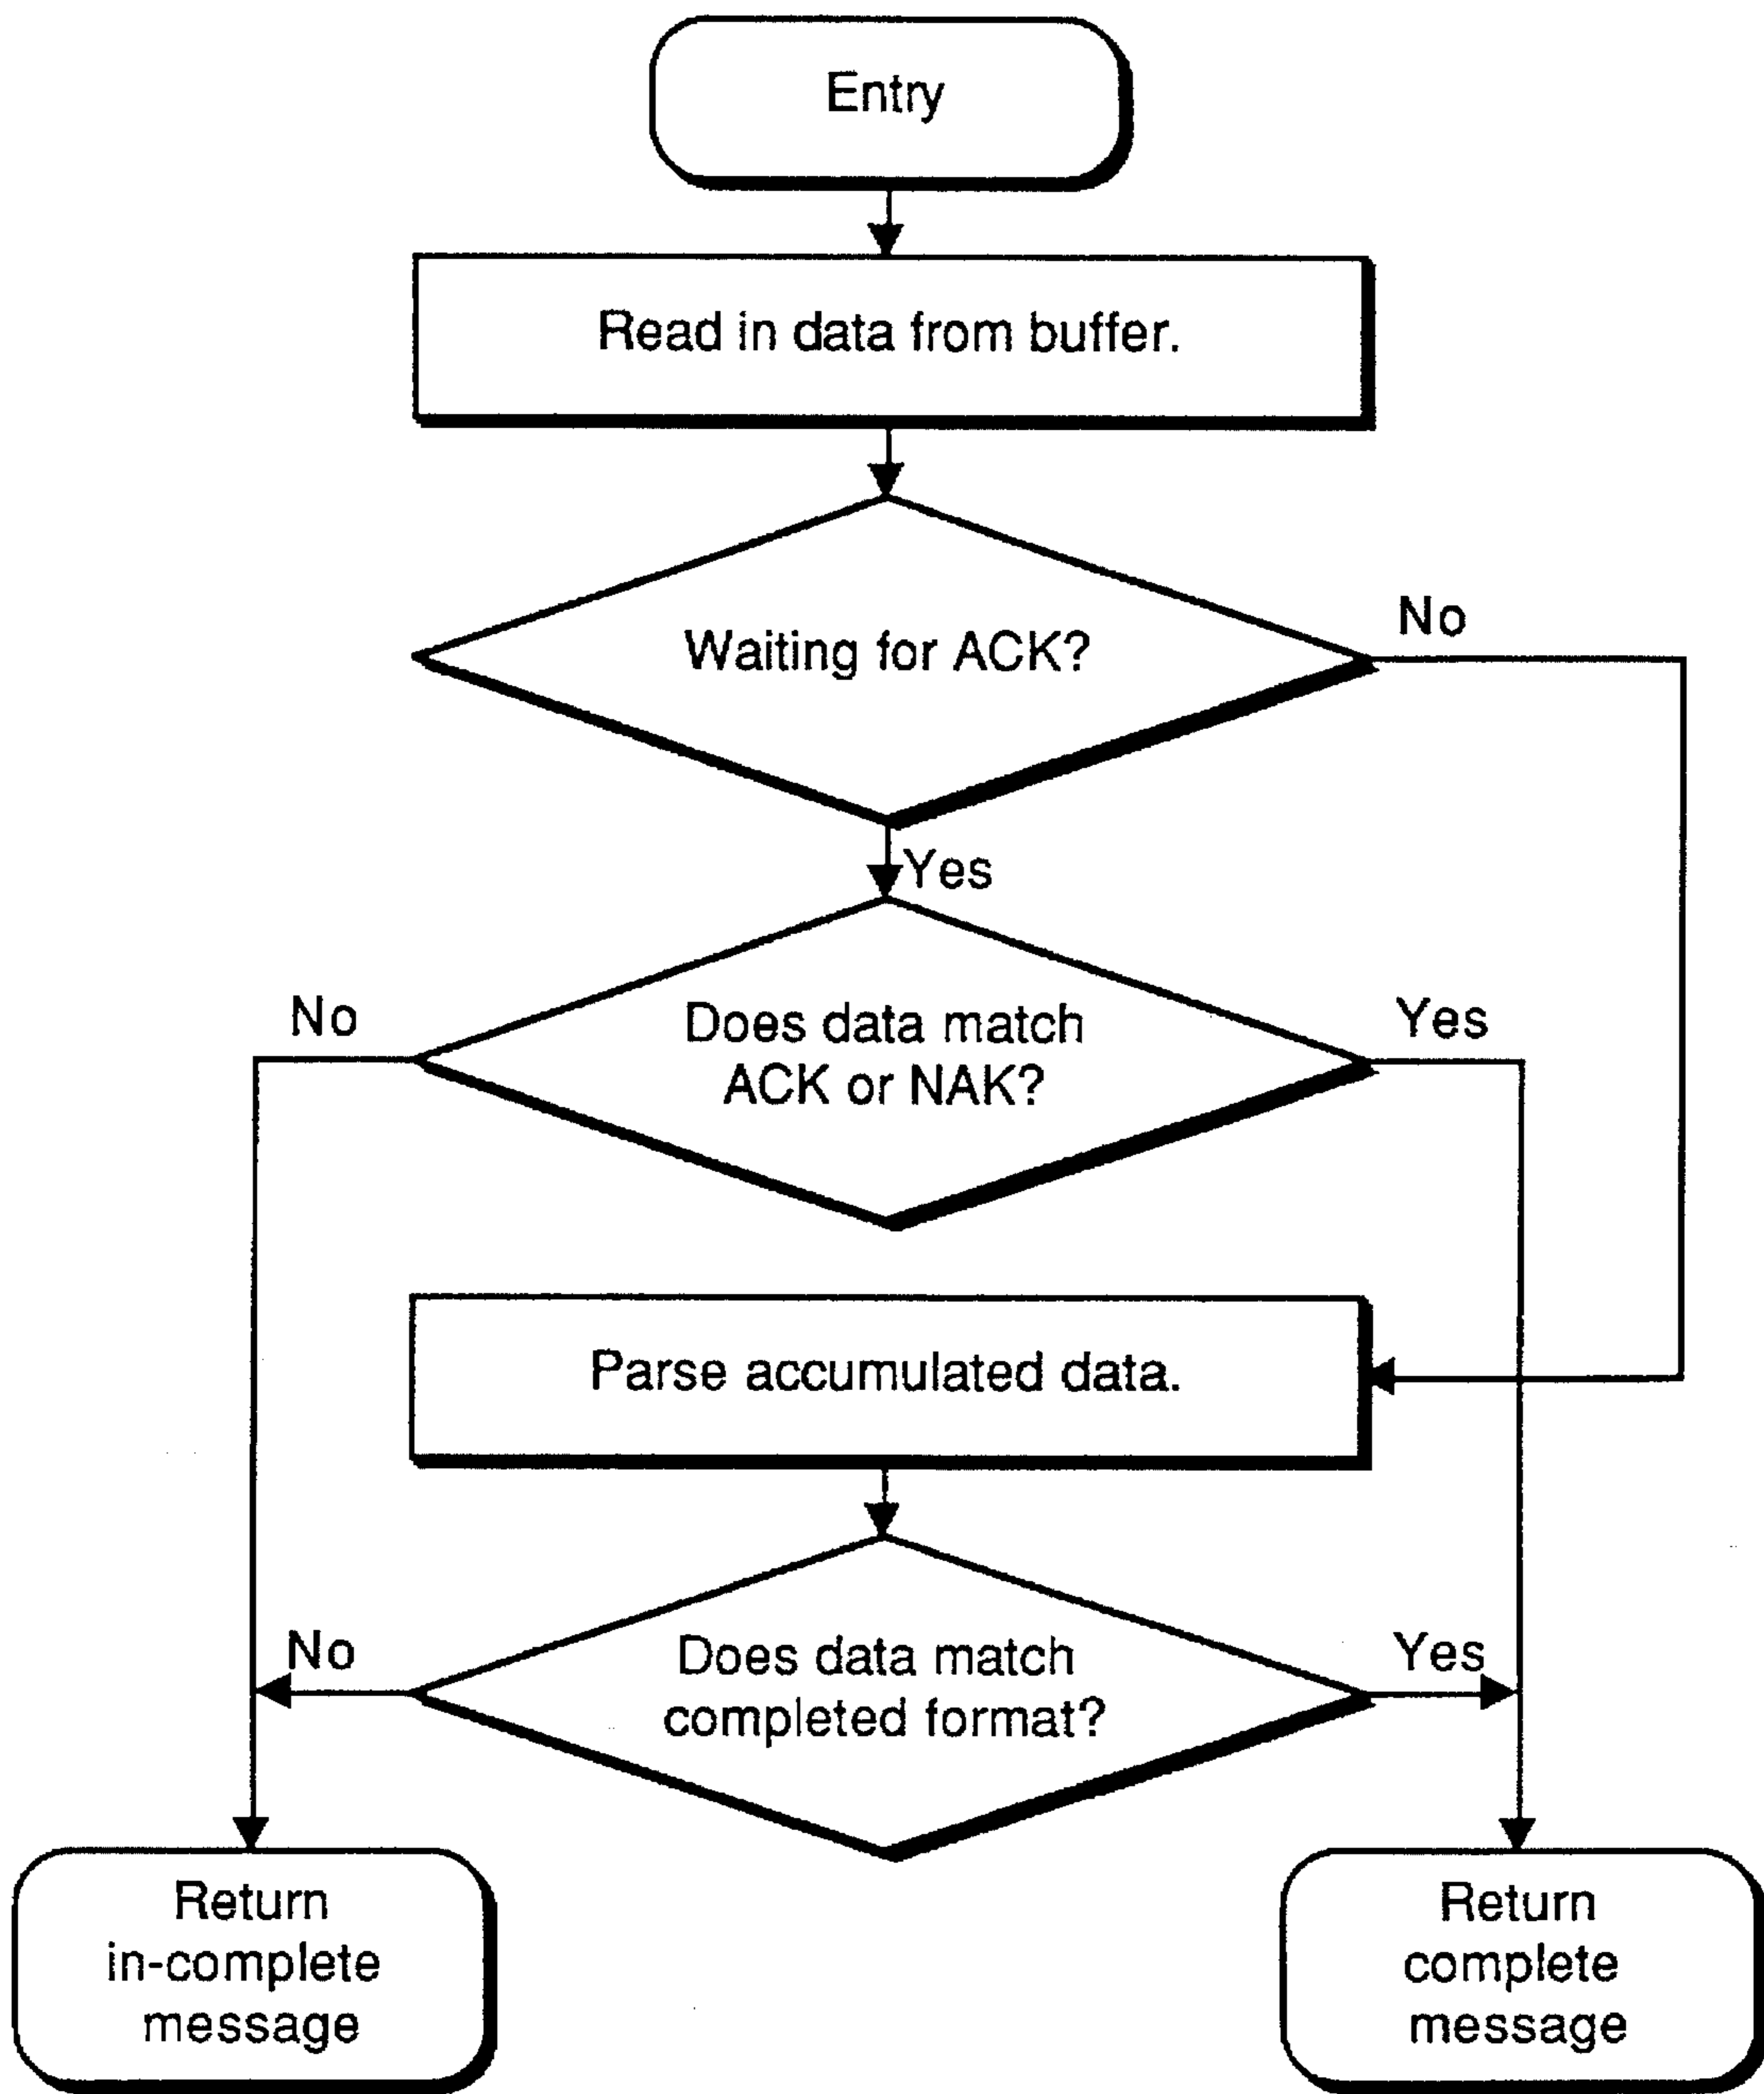 Entry
Read in data from buffer.
Waiting for ACK?
No
Yes
No
Does data match
ACK or NAK?
Yes
Parse accumulated data.
No
Does data match
completed format?
Yes
Return
in-complete
message
Return
complete
message